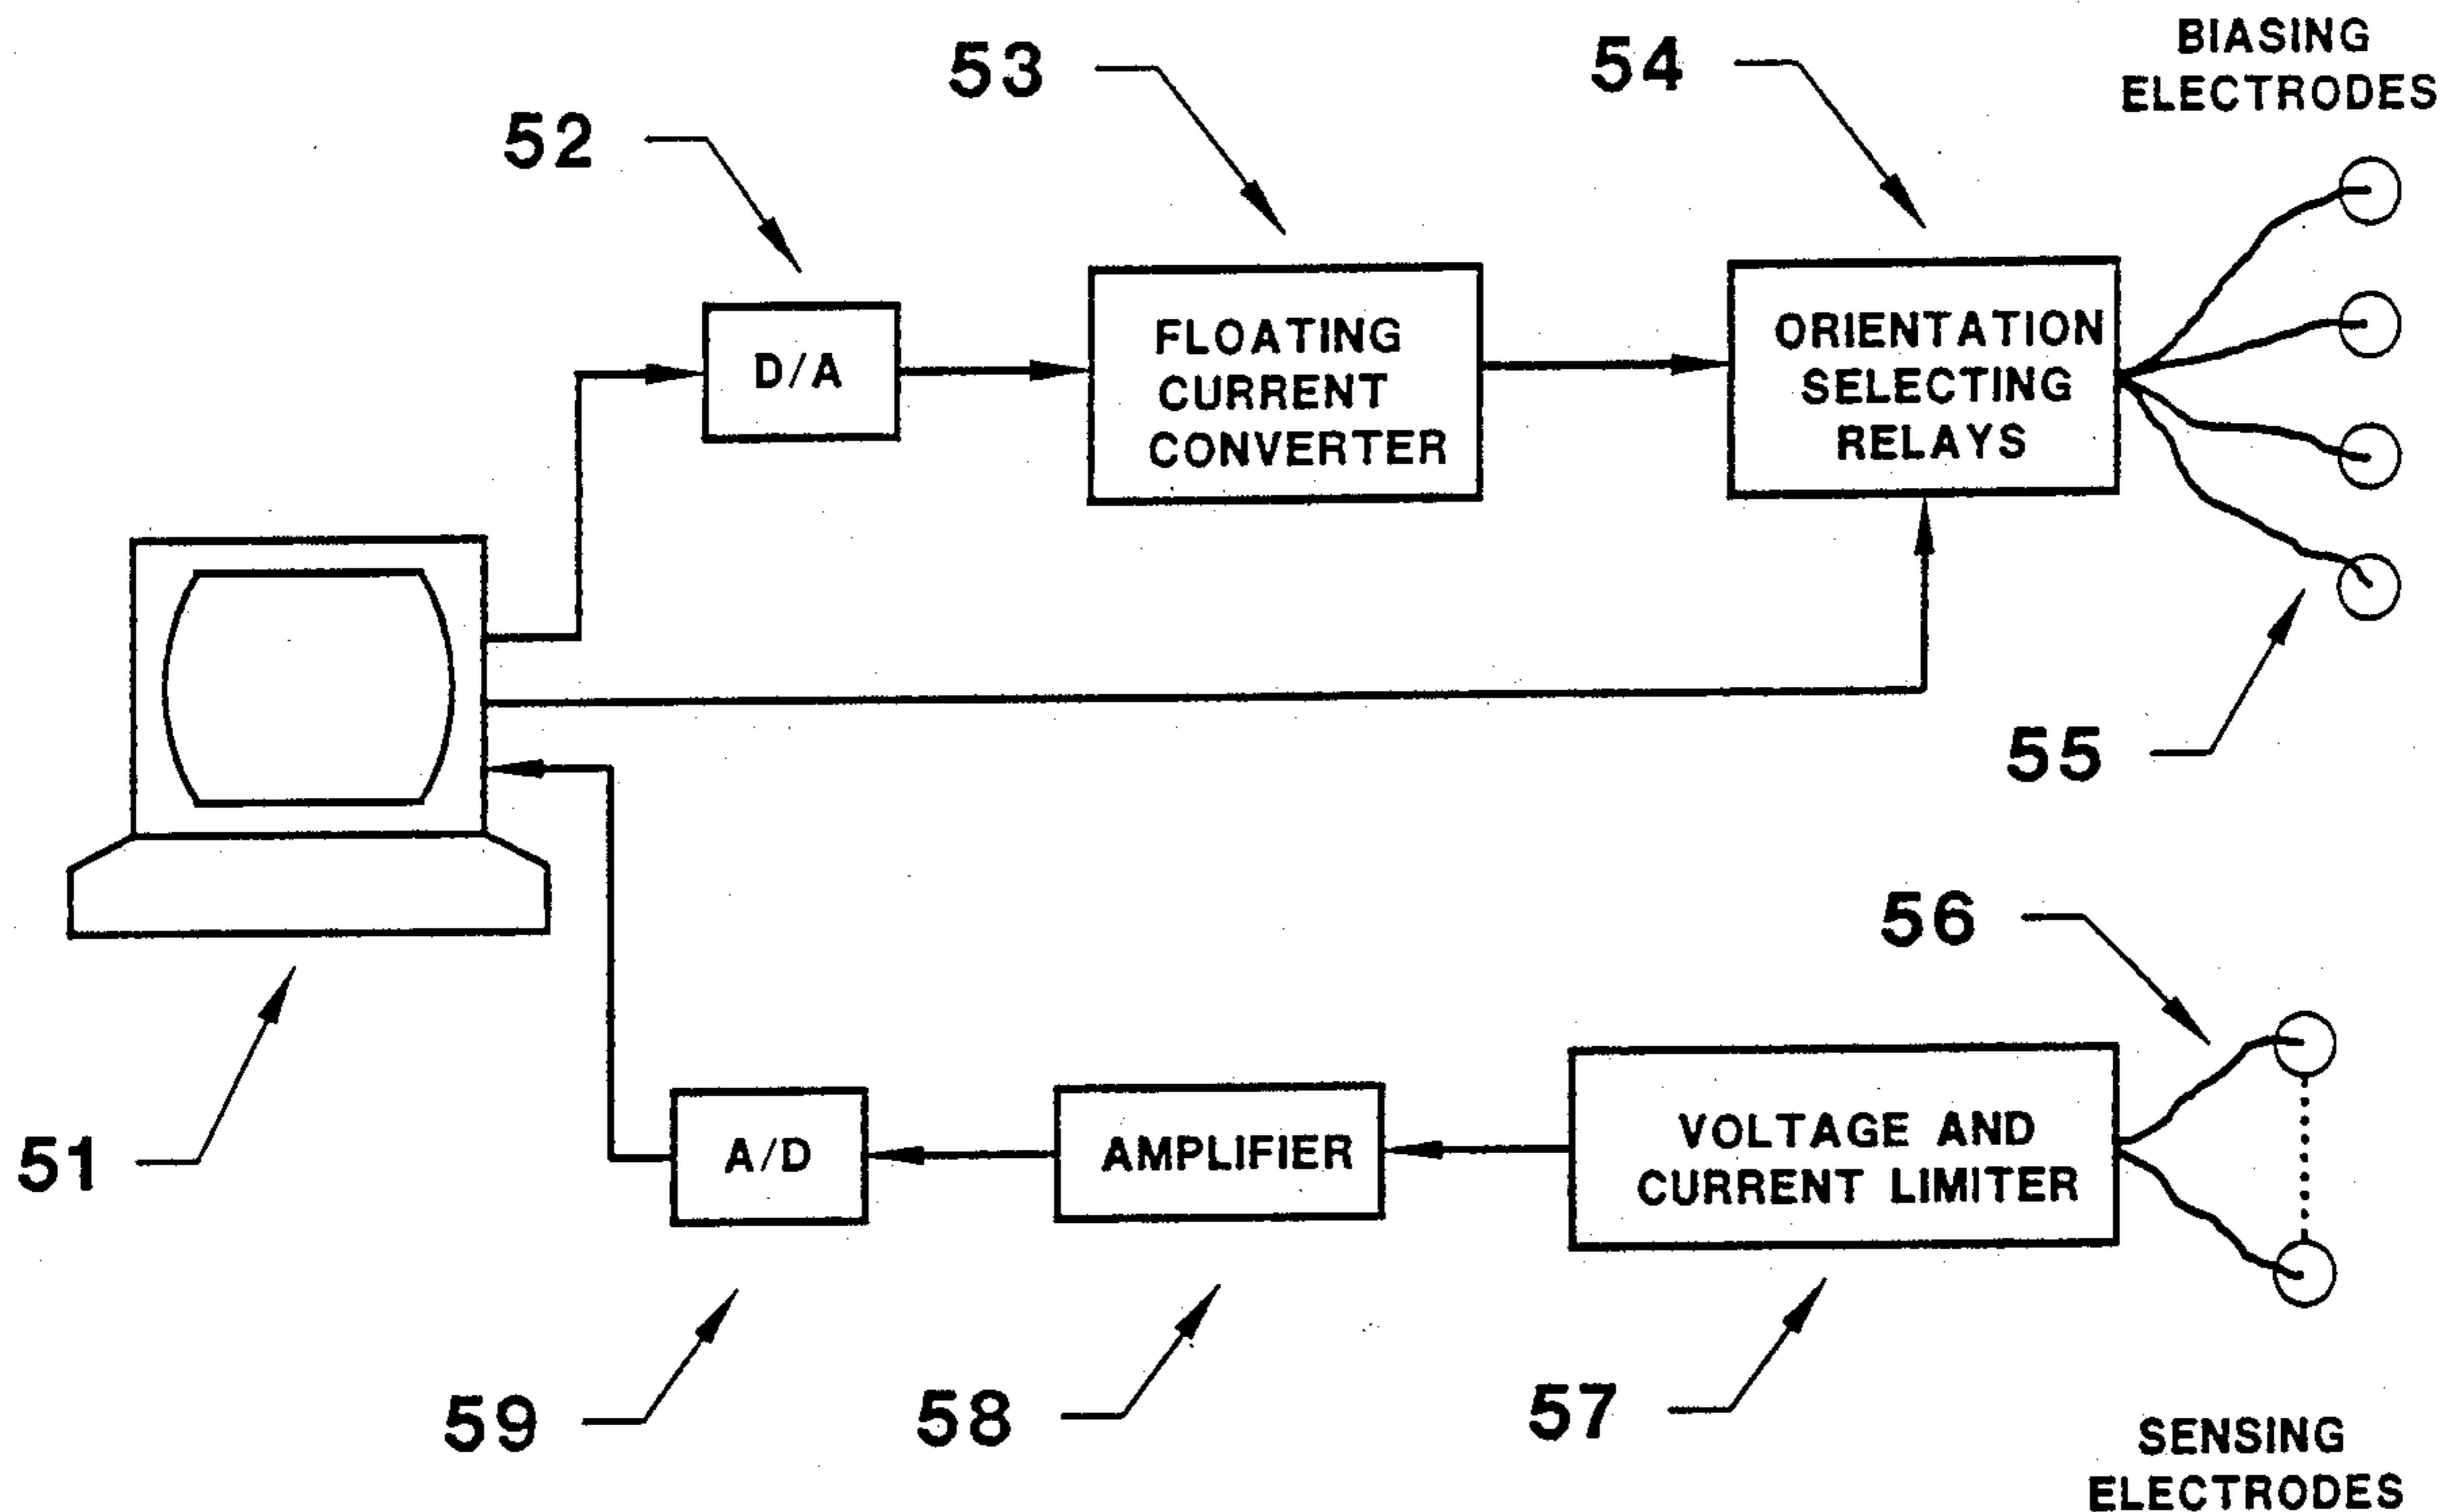 BIASING
ELECTRODES
53
54
52
D/A
FLOATING
CURRENT
CONVERTER
ORIENTATION
SELECTING
RELAYS
55
56
51
A/D
AMPLIFIER
VOLTAGE AND
CURRENT LIMITER
59
58
57
SENSING
ELECTRODES